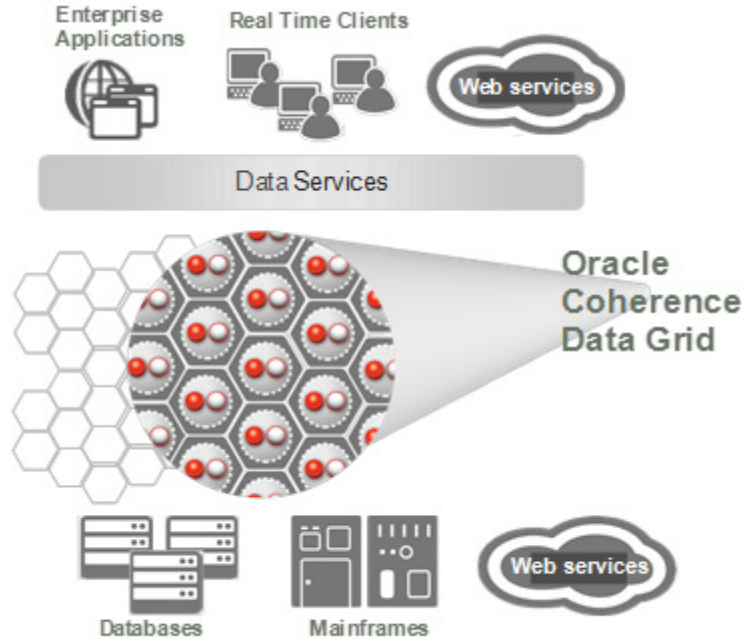 Enterprise
Applications
Real Time Clients
Web services
Data Services
Oracle
Coherence
Data Grid
Web services
Databases
Mainframes